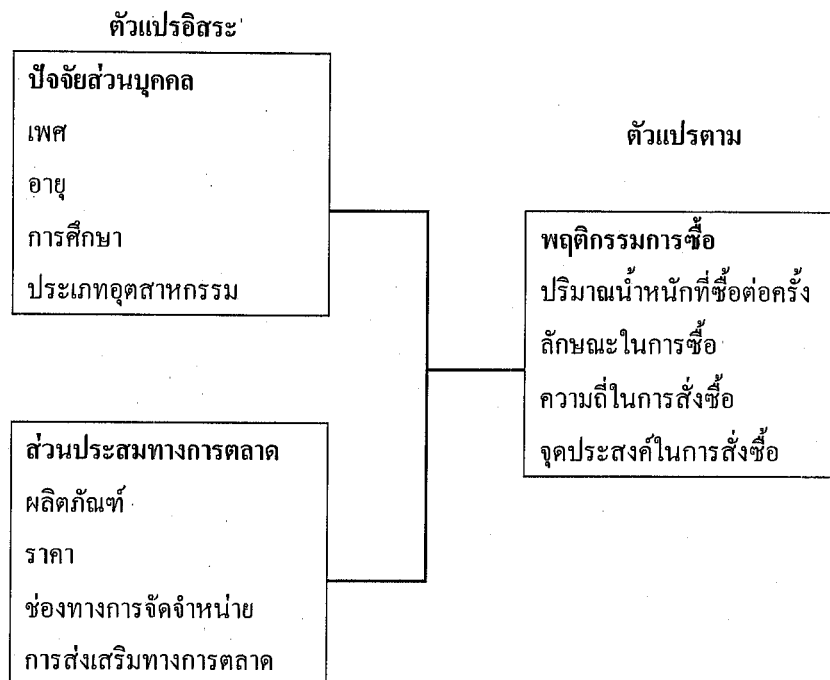 ตัวแปรอิสระ
ปัจจัยส่วนบุคคล
เพศ
อายุ
การศึกษา
ประเภทอุตสาหกรรม
ส่วนประสมทางการตลาด
ผลิตภัณฑ์
ราคา
ช่องทางการจัดจำหน่าย
การส่งเสริมทางการตลาด
ตัวแปรตาม
พฤติกรรมการซื้อ
ปริมาณน้ำหนักที่ซื้อต่อครั้ง
ลักษณะในการซื้อ
ความถี่ในการสั่งซื้อ
จุดประสงค์ในการสั่งซื้อ